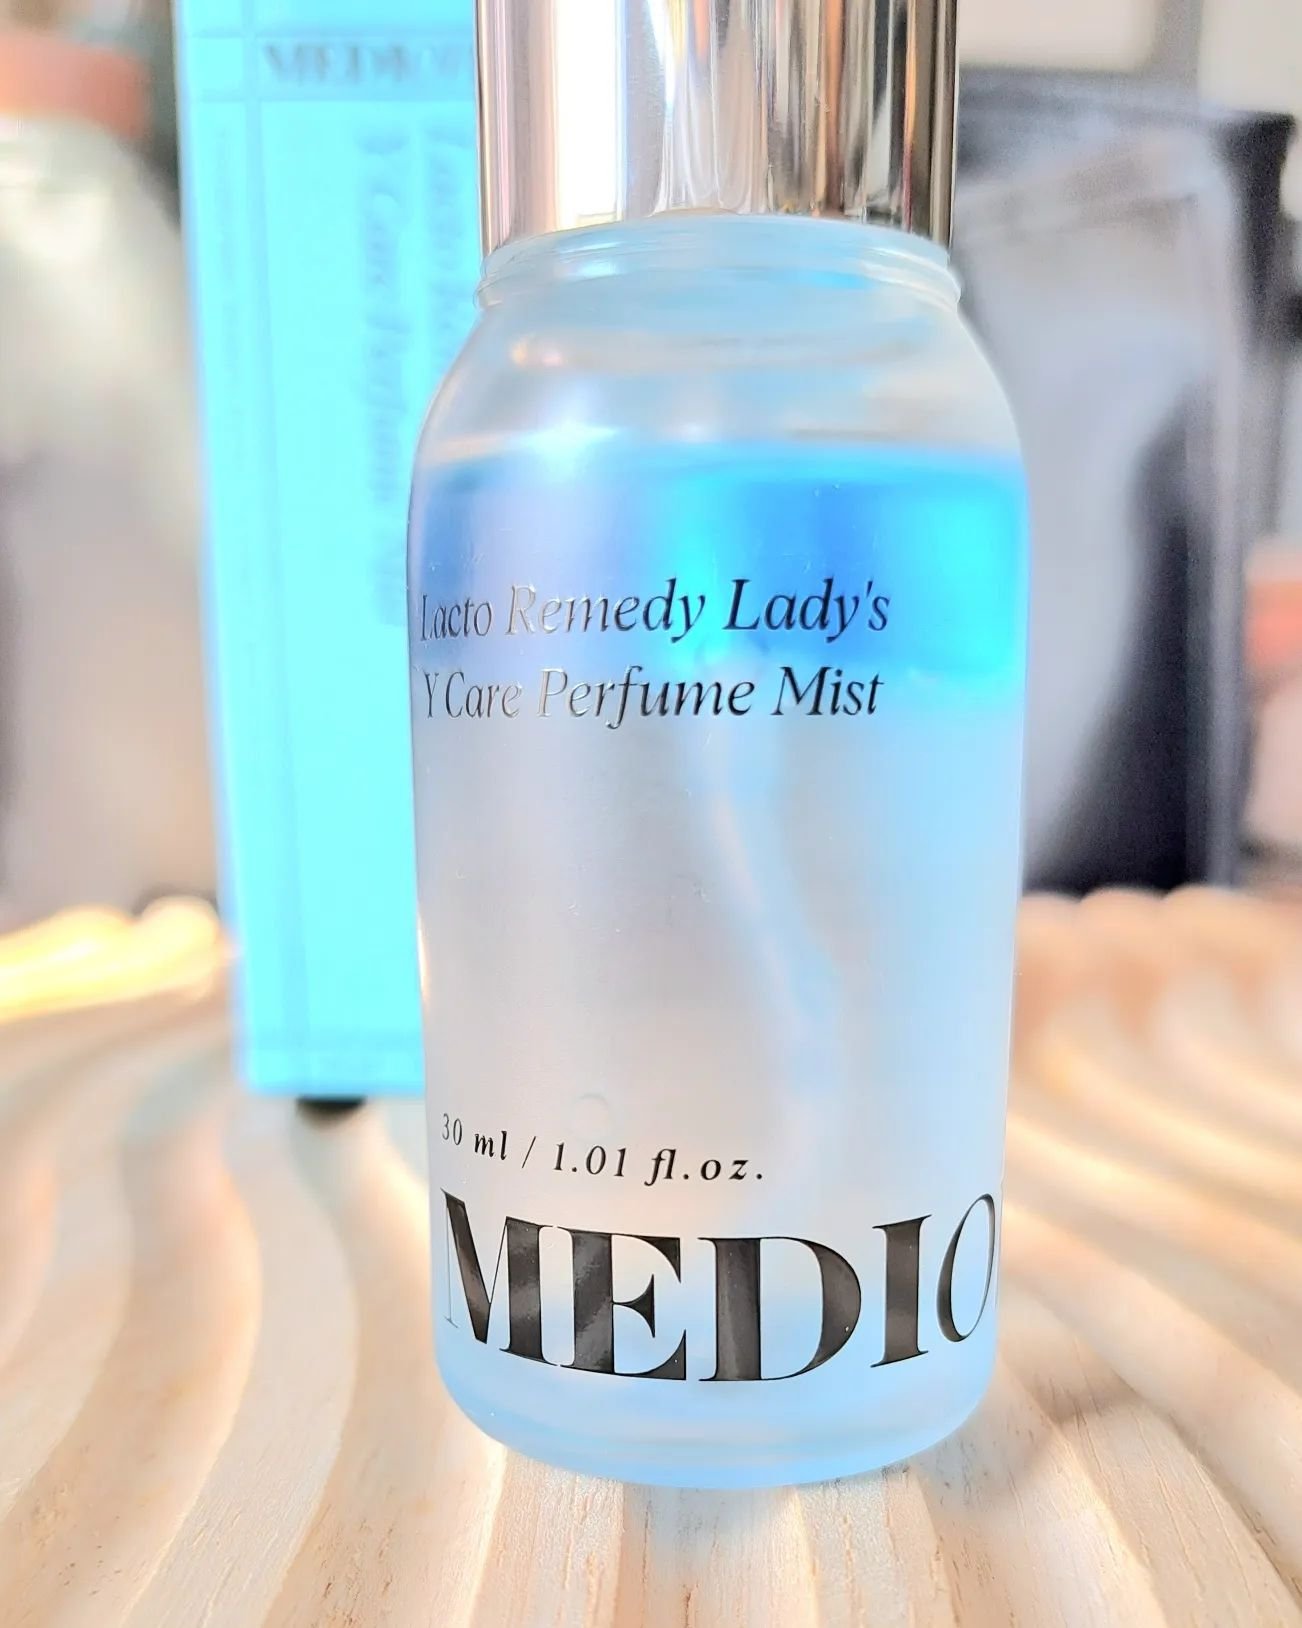 Lacto Remedy Lady's
Y Care Perfume Mist
30 ml / 1.01 fl.oz.
MEDIO